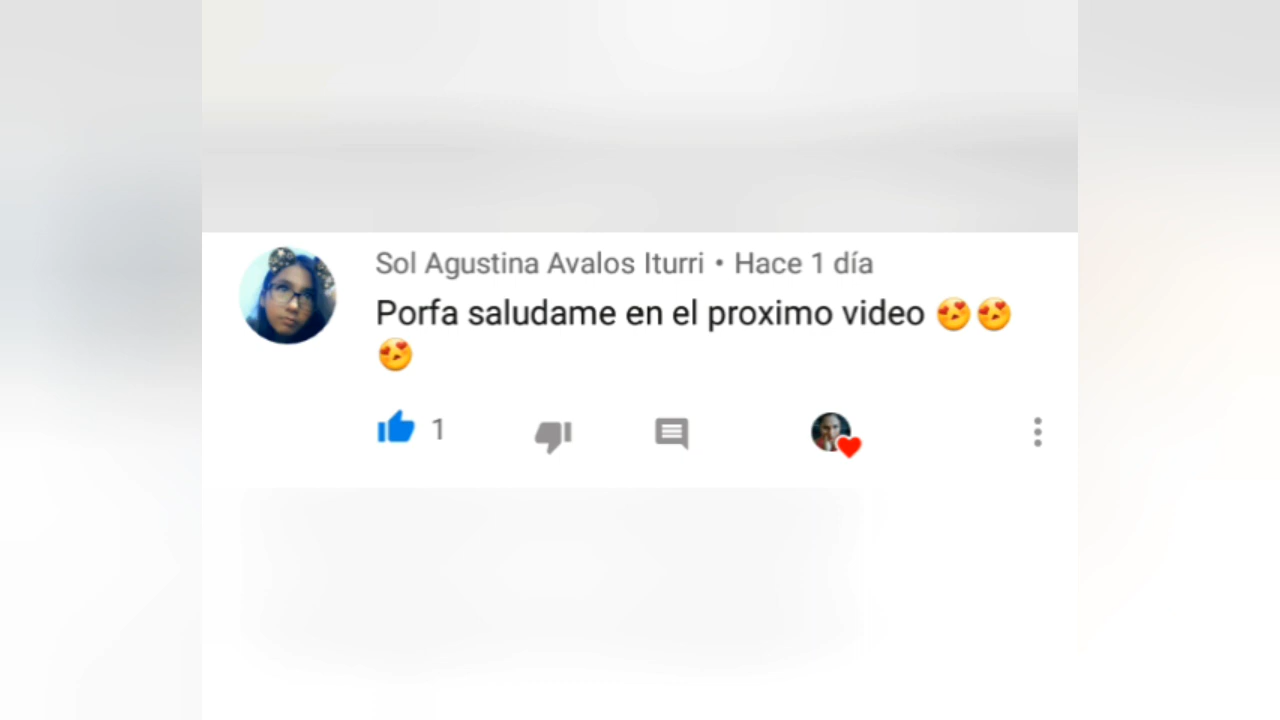 Sol Agustina Avalos Iturri • Hace 1 día
Porfa saludame en el proximo video 😍😍
😍
1